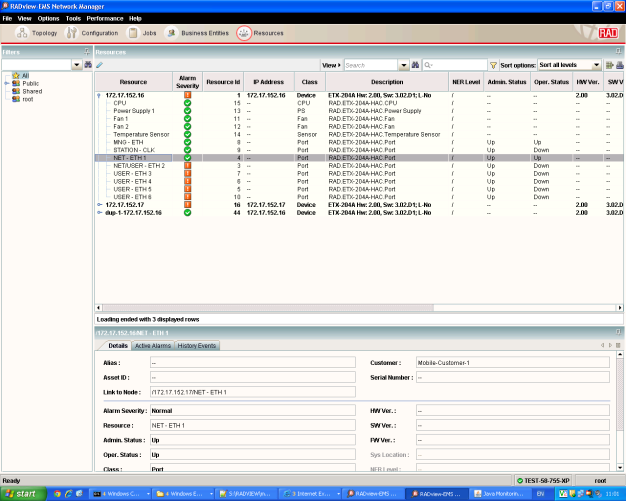 RADview-EMS Network Manager
File View Options Tools Performance Help
Topology Configuration Jobs Business Entities Resources
RAD
Filters
Resources
View Search Sort options: Sort all levels
All
Public
Shared
root
Resource Alarm Severity Resource Id IP Address Class Description NER Level Admin. Status Oper. Status HW Ver. SW V
172.17.152.16 1 172.17.152.16 Device ETX-204A Hw: 2.00, Sw: 3.02.D1; L-No / -- -- 2.00 3.02.D
CPU 15 -- CPU RAD.ETX-204A-HAC.CPU / -- -- -- --
Power Supply 1 13 -- PS RAD.ETX-204A-HAC.Power Supply / -- -- -- --
Fan 1 11 -- Fan RAD.ETX-204A-HAC.Fan / -- -- -- --
Fan 2 12 -- Fan RAD.ETX-204A-HAC.Fan / -- -- -- --
Temperature Sensor 14 -- Sensor RAD.ETX-204A-HAC.Temperature Sensor / -- -- -- --
MNG - ETH 8 -- Port RAD.ETX-204A-HAC.Port / Up Up -- --
STATION - CLK 9 -- Port RAD.ETX-204A-HAC.Port / Up Down -- --
NET - ETH 1 4 -- Port RAD.ETX-204A-HAC.Port / Up Up -- --
NET/USER - ETH 2 3 -- Port RAD.ETX-204A-HAC.Port / Up Down -- --
USER - ETH 3 7 -- Port RAD.ETX-204A-HAC.Port / Up Down -- --
USER - ETH 4 6 -- Port RAD.ETX-204A-HAC.Port / Up Down -- --
USER - ETH 5 5 -- Port RAD.ETX-204A-HAC.Port / Up Down -- --
USER - ETH 6 10 -- Port RAD.ETX-204A-HAC.Port / Up Down -- --
172.17.152.17 16 172.17.152.17 Device ETX-204A Hw: 2.00, Sw: 3.02.D1; L-No / -- -- 2.00 3.02.D
dup-1-172.17.152.16 44 172.17.152.16 Device ETX-204A Hw: 2.00, Sw: 3.02.D1; L-No / -- -- 2.00 3.02.D
Loading ended with 3 displayed rows
/172.17.152.16/NET - ETH 1
Details Active Alarms History Events
Alias : -- Customer : Mobile-Customer-1
Asset ID : -- Serial Number : --
Link to Node : /172.17.152.17/NET - ETH 1
Alarm Severity : Normal HW Ver. : --
Resource : NET - ETH 1 SW Ver. : --
Admin. Status : Up FW Ver. : --
Oper. Status : Up Sys Location : --
Class : Port NER Level : /
Ready TEST-50-755-XP root
start 4 Windows C... 4 Windows E... 3 Internet Ex... RADview-EMS ... RADview-EMS ... Java Monitorin... EN 11:01